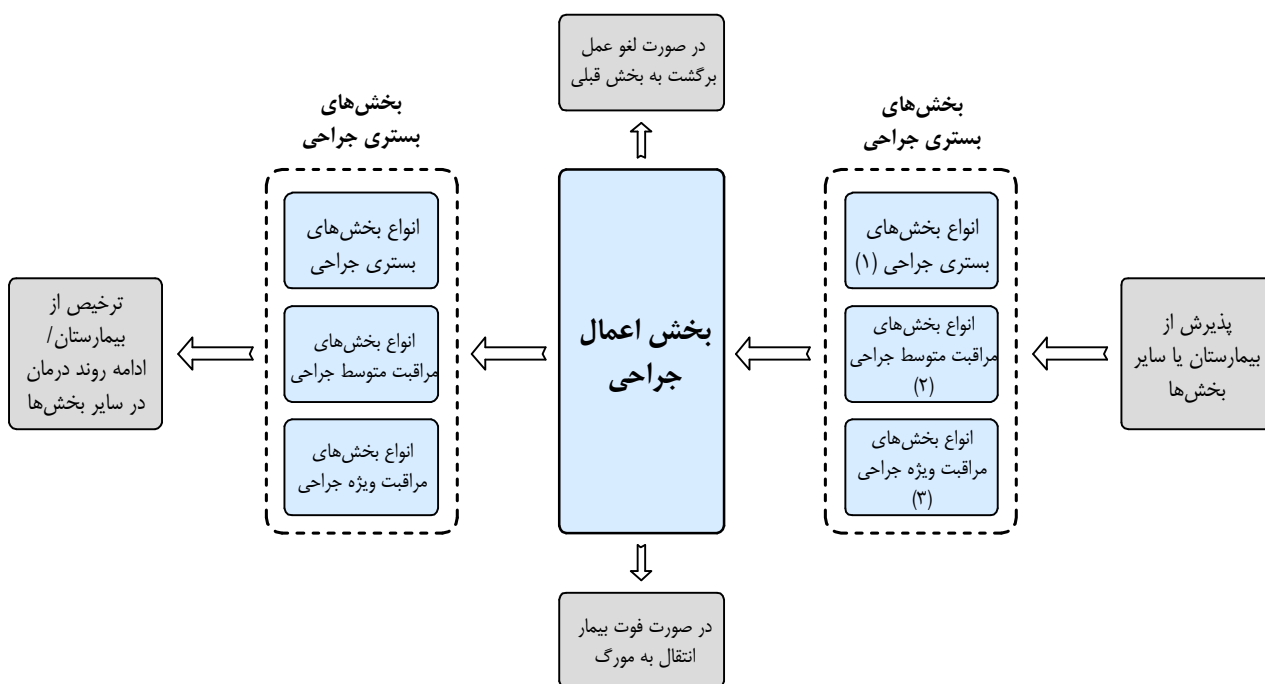 در صورت لغو عمل
برگشت به بخش قبلی
بخش‌های
بستری جراحی
انواع بخش‌های
بستری جراحی (۱)
انواع بخش‌های
مراقبت متوسط جراحی
(۲)
انواع بخش‌های
مراقبت ویژه جراحی
(۳)
پذیرش از
بیمارستان یا سایر
بخش‌ها
بخش اعمال
جراحی
بخش‌های
بستری جراحی
انواع بخش‌های
بستری جراحی
انواع بخش‌های
مراقبت متوسط جراحی
انواع بخش‌های
مراقبت ویژه جراحی
ترخیص از
بیمارستان/
ادامه روند درمان
در سایر بخش‌ها
در صورت فوت بیمار
انتقال به مورگ